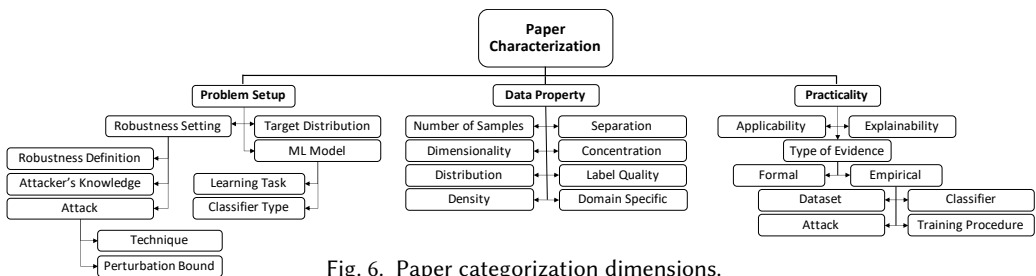 Paper
Characterization
Problem Setup
Data Property
Practicality
Robustness Setting
Target Distribution
ML Model
Robustness Definition
Attacker's Knowledge
Attack
Learning Task
Classifier Type
Technique
Perturbation Bound
Number of Samples
Separation
Dimensionality
Concentration
Distribution
Label Quality
Density
Domain Specific
Applicability
Explainability
Type of Evidence
Formal
Empirical
Dataset
Classifier
Attack
Training Procedure
Fig. 6. Paper categorization dimensions.